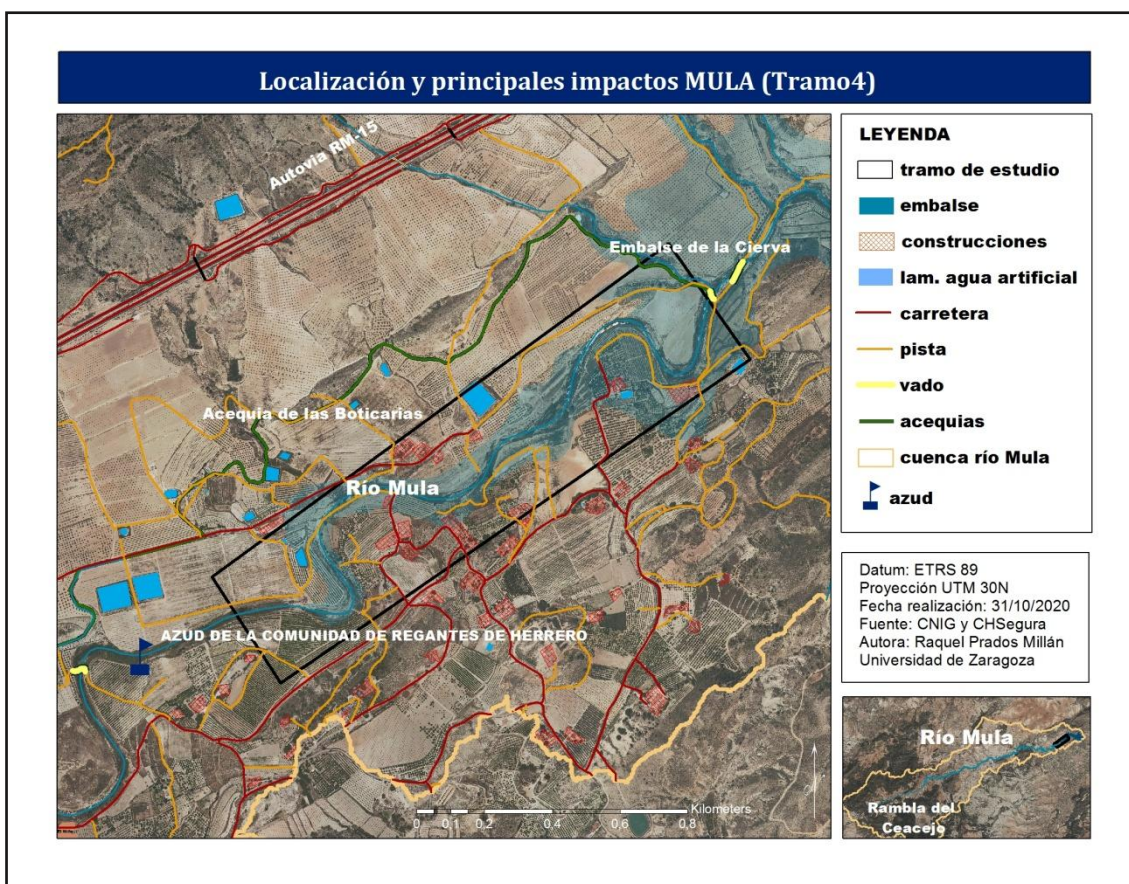 Localización y principales impactos MULA (Tramo4)
Autovía RM-15
Embalse de la Cierva
Acequia de las Boticarias
Río Mula
AZUD DE LA COMUNIDAD DE REGANTES DE HERRERO
Kilometers
0 0,1 0,2 0,4 0,6 0,8
LEYENDA
tramo de estudio
embalse
construcciones
lam. agua artificial
carretera
pista
vado
acequias
cuenca río Mula
azud
Datum: ETRS 89
Proyección UTM 30N
Fecha realización: 31/10/2020
Fuente: CNIG y CHSegura
Autora: Raquel Prados Millán
Universidad de Zaragoza
Río Mula
Rambla del
Ceacejo